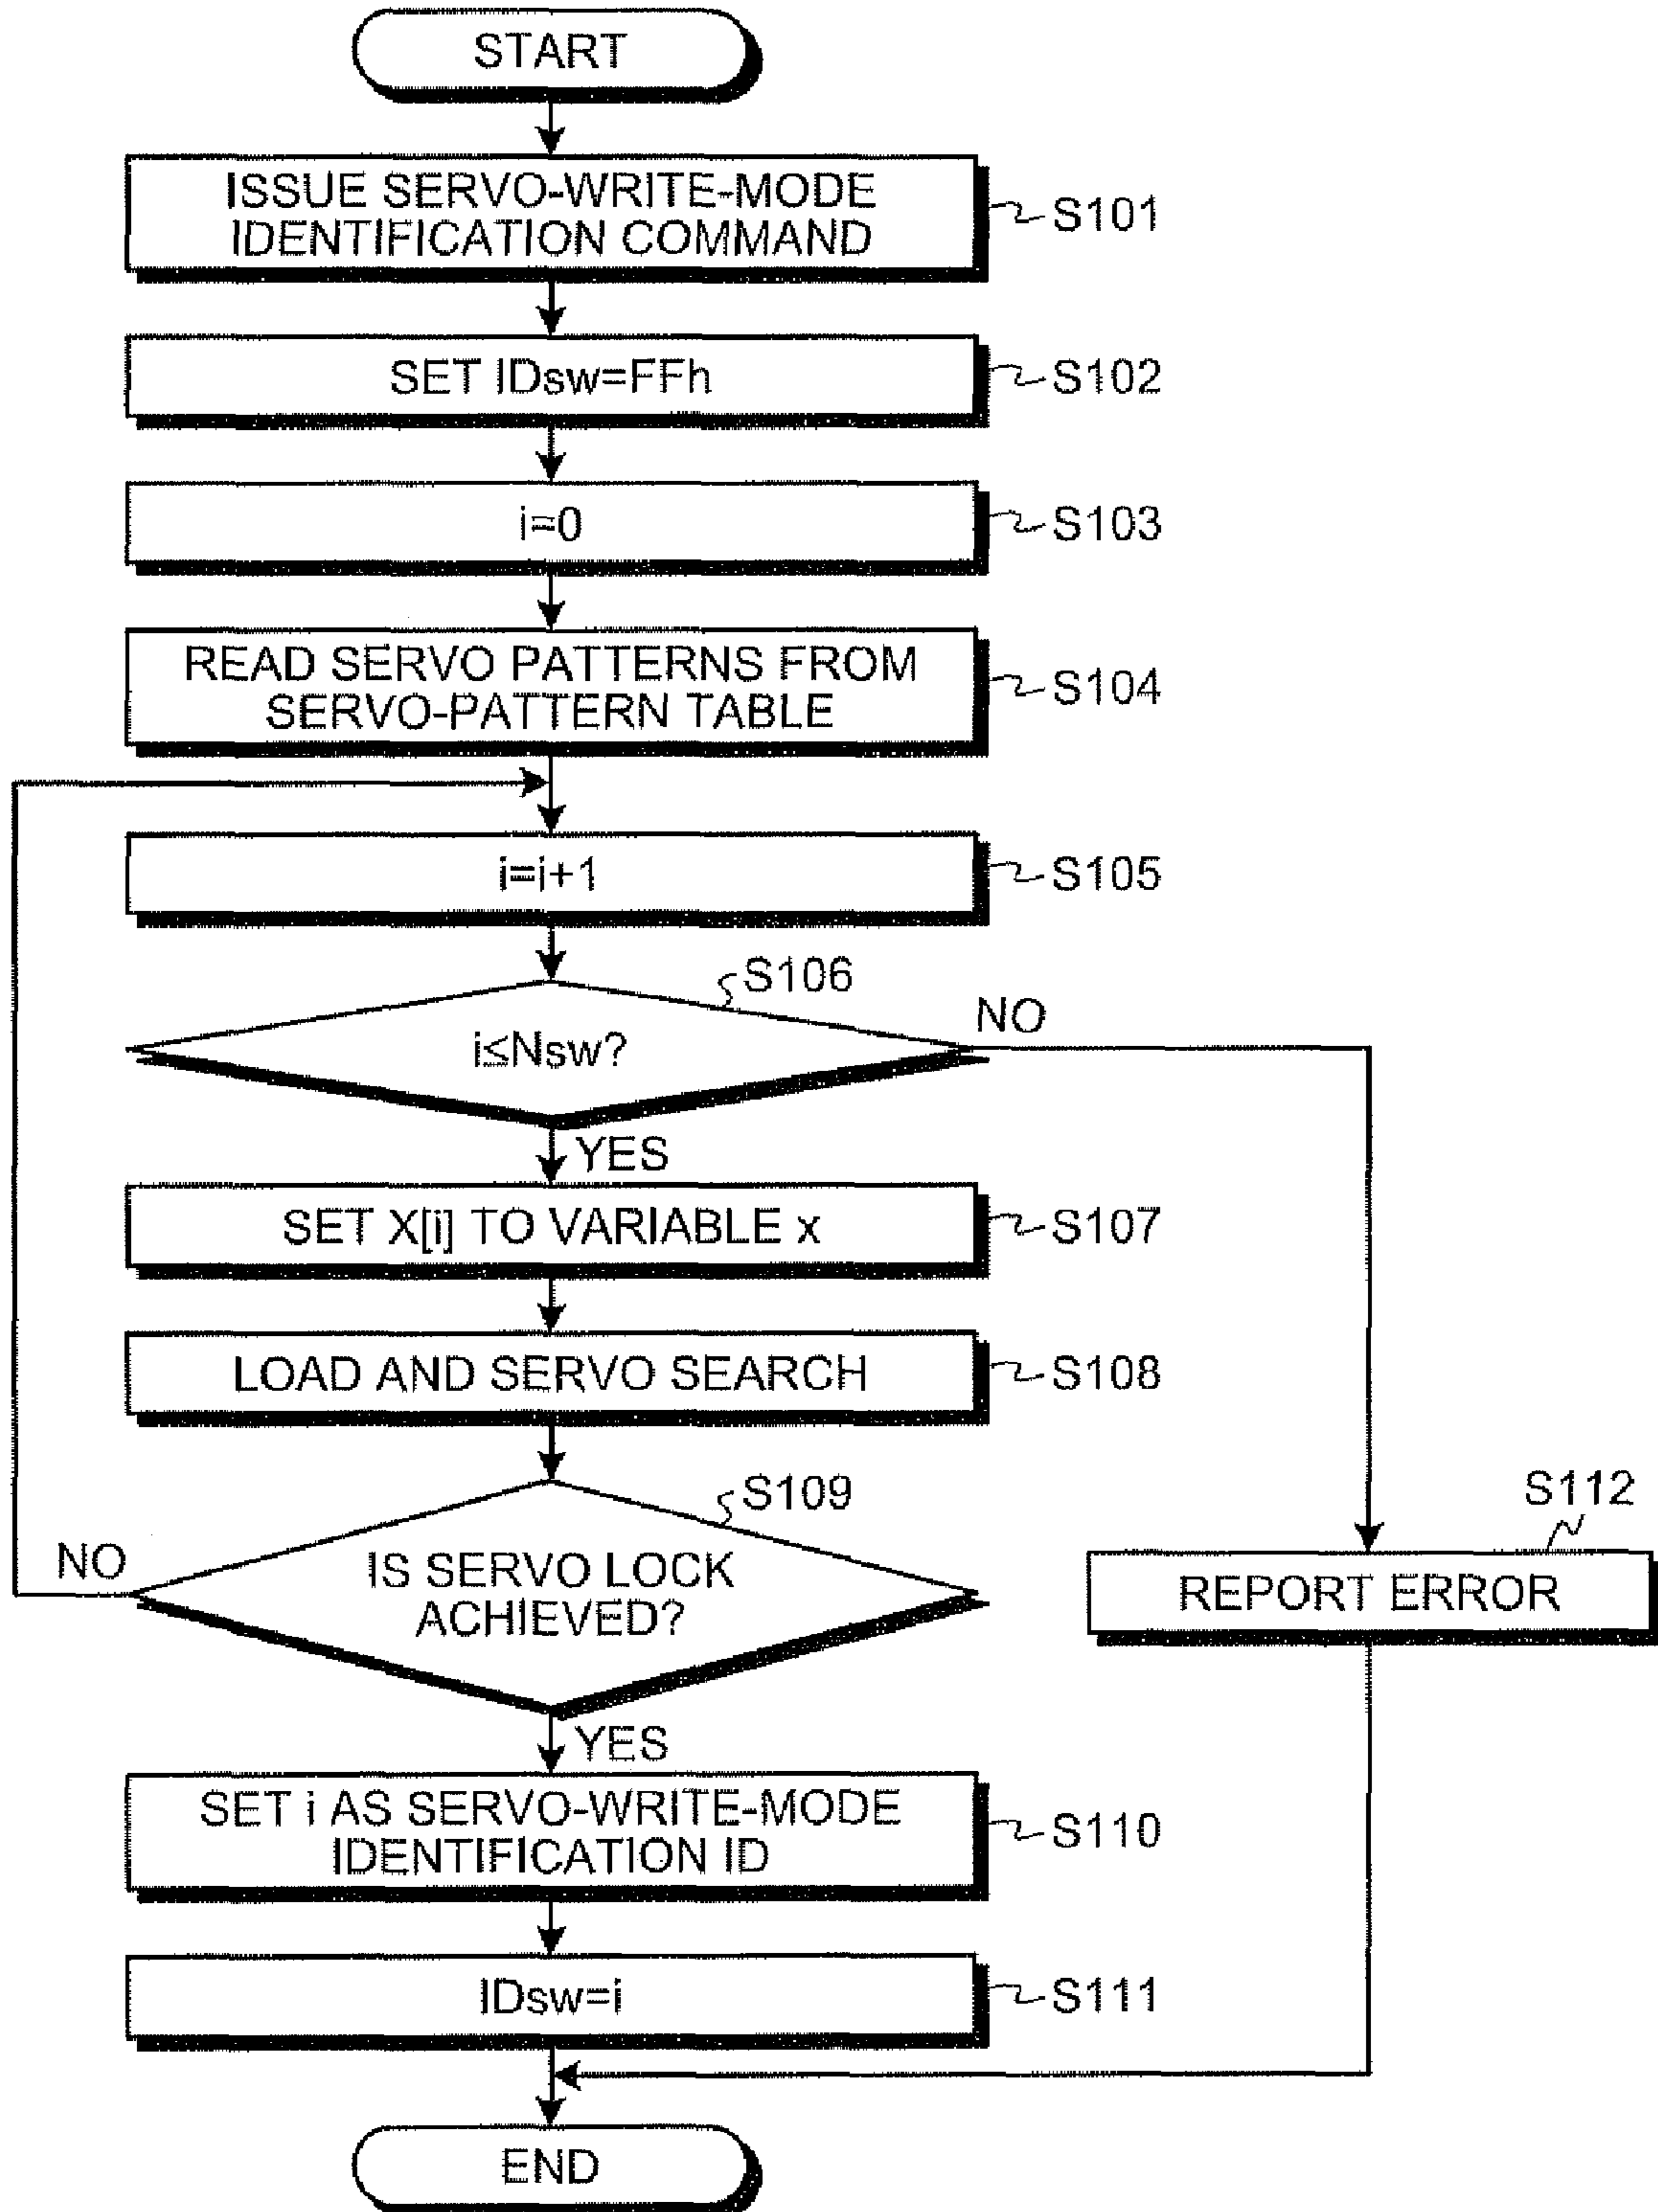 START
ISSUE SERVO-WRITE-MODE
IDENTIFICATION COMMAND
S101
SET IDsw=FFh
S102
i=0
S103
READ SERVO PATTERNS FROM
SERVO-PATTERN TABLE
S104
i=i+1
S105
S106
i≤Nsw?
NO
YES
SET X[i] TO VARIABLE x
S107
LOAD AND SERVO SEARCH
S108
S109
IS SERVO LOCK
ACHIEVED?
NO
S112
REPORT ERROR
YES
SET i AS SERVO-WRITE-MODE
IDENTIFICATION ID
S110
IDsw=i
S111
END